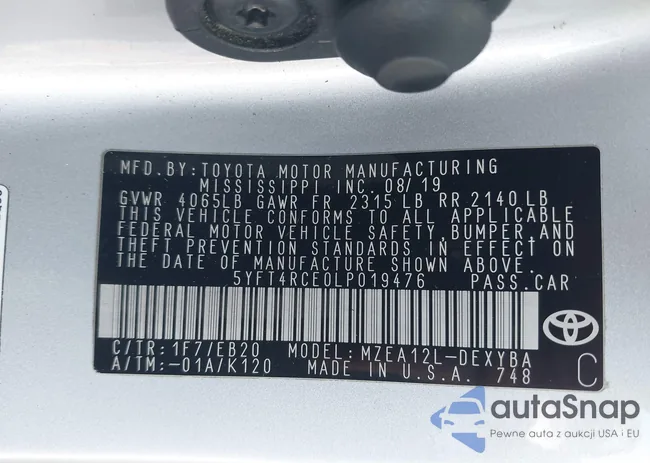 MFD. BY: TOYOTA MOTOR MANUFACTURING
MISSISSIPPI INC. 08/19
GVWR 4065LB GAWR FR 2315 LB RR 2140 LB
THIS VEHICLE CONFORMS TO ALL APPLICABLE
FEDERAL MOTOR VEHICLE SAFETY, BUMPER, AND
THEFT PREVENTION STANDARDS IN EFFECT ON
THE DATE OF MANUFACTURE SHOWN ABOVE.
5YFT4RCE0LP019476 PASS. CAR
C/TR: 1F7/EB20 MODEL: MZEA12L-DEXYBA
A/TM: -01A/K120 MADE IN U.S.A. 748
C
autaSnap
Pewne auta z aukcji USA i EU